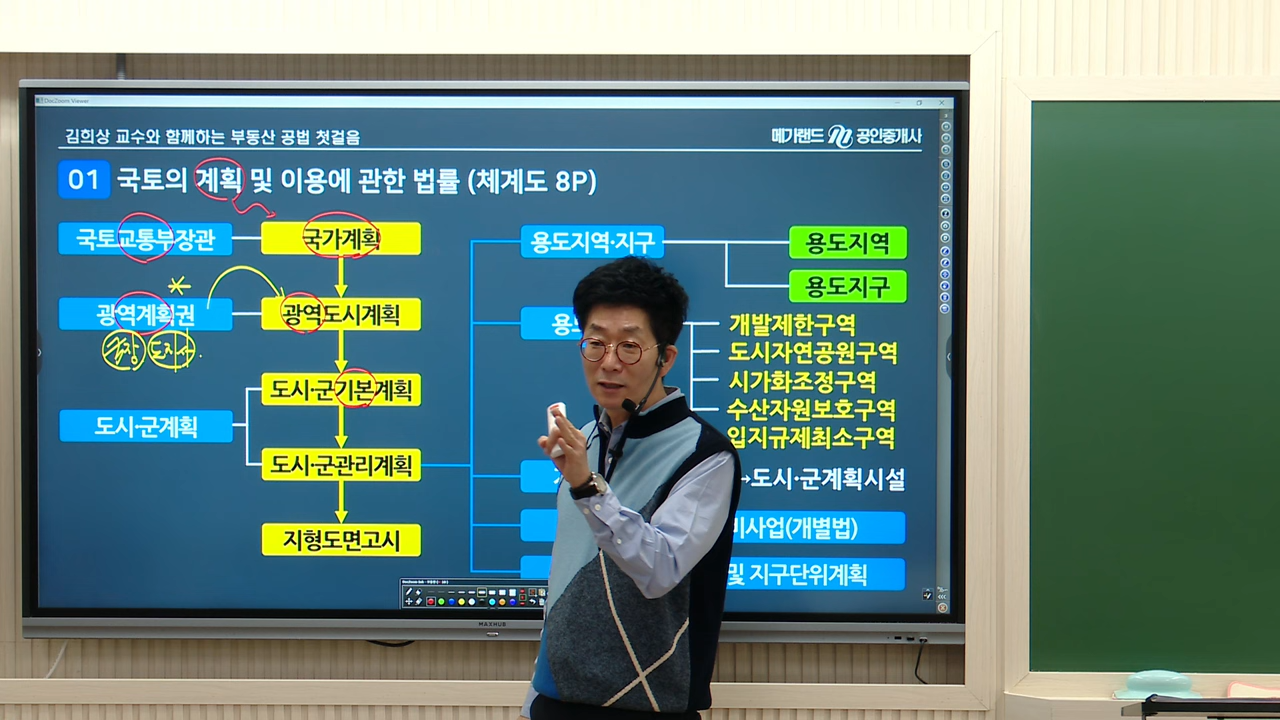 DocZoom Viewer
김희상 교수와 함께하는 부동산 공법 첫걸음
메가랜드 공인중개사
01 국토의 계획 및 이용에 관한 법률 (체계도 8P)
국토교통부장관
국가계획
광역계획권
광역도시계획
도시·군계획
도시·군기본계획
도시·군관리계획
지형도면고시
용도지역·지구
용도지역
용도지구
개발제한구역
도시자연공원구역
시가화조정구역
수산자원보호구역
입지규제최소구역
→도시·군계획시설
비사업(개별법)
및 지구단위계획
MAXHUB